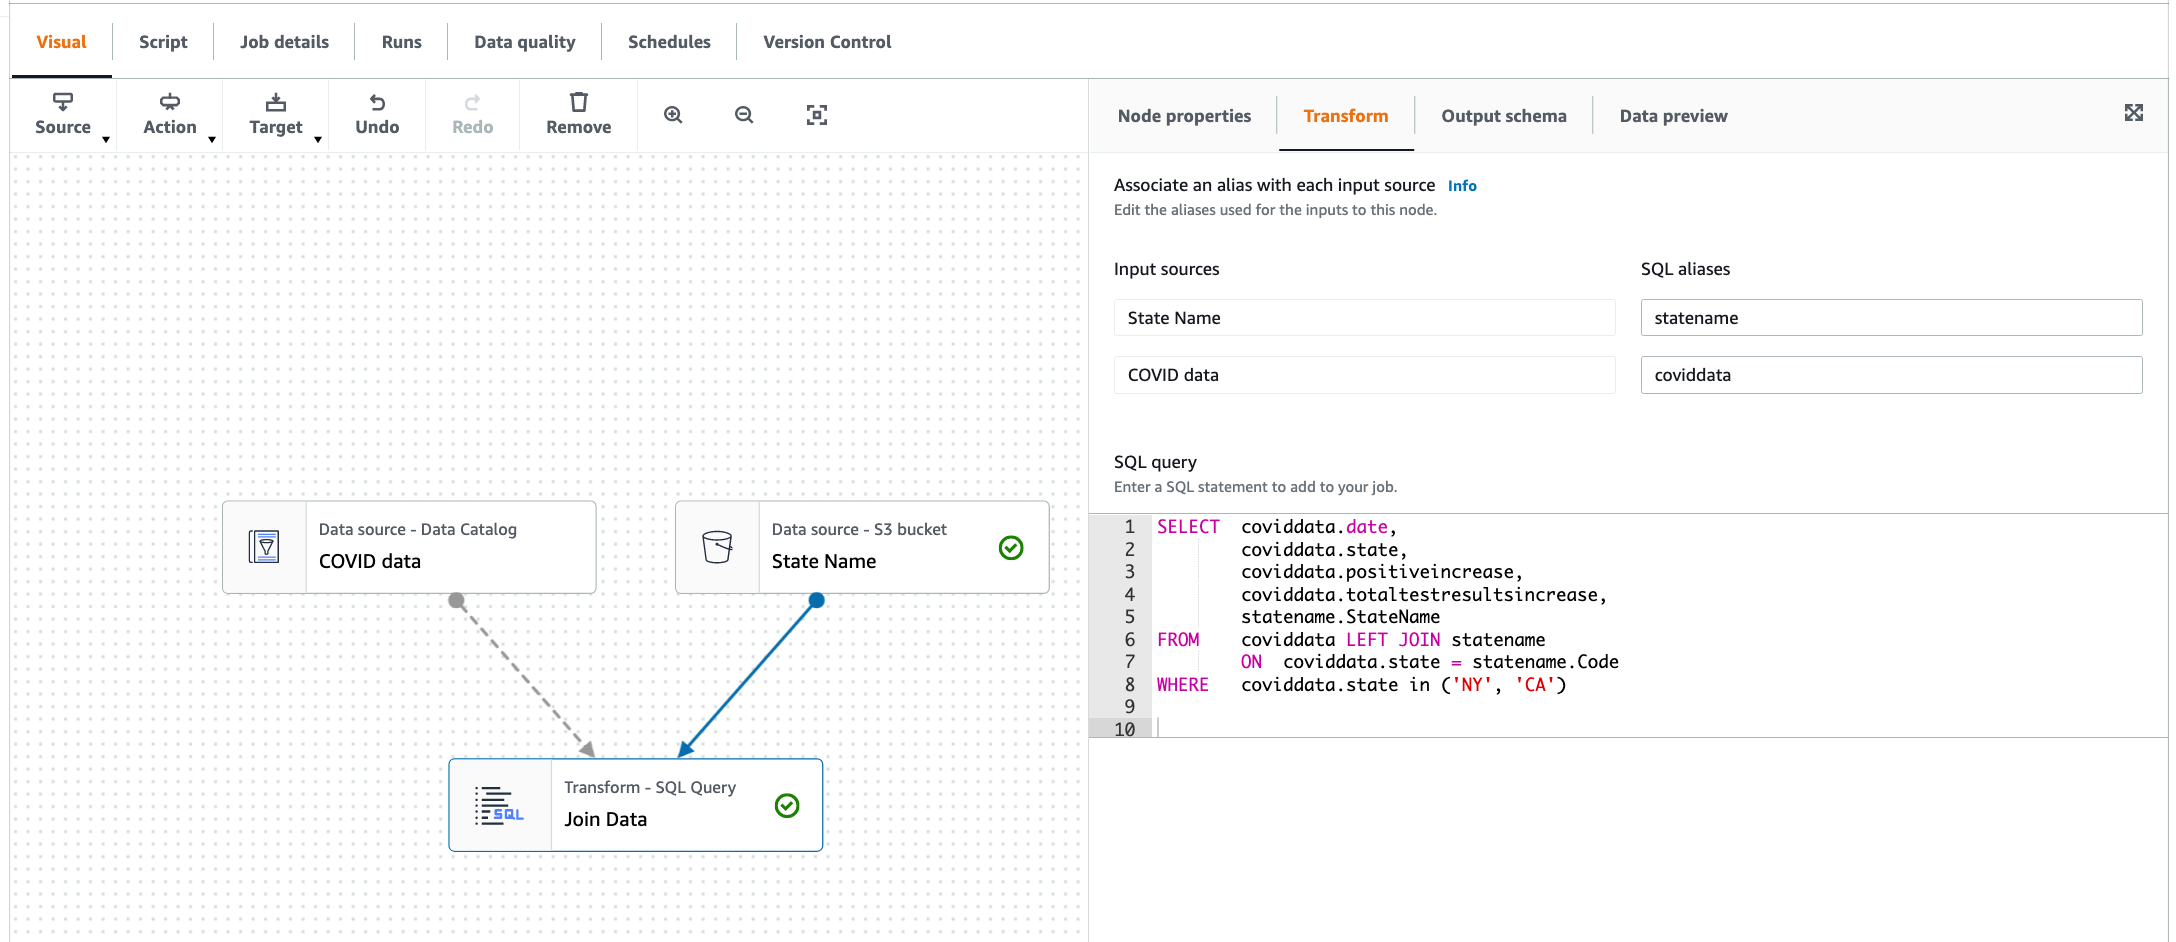 Visual Script Job details Runs Data quality Schedules Version Control
Source Action Target Undo Redo Remove
Node properties Transform Output schema Data preview
Associate an alias with each input source Info
Edit the aliases used for the inputs to this node.
Input sources SQL aliases
State Name statename
COVID data coviddata
SQL query
Enter a SQL statement to add to your job.
1 SELECT coviddata.date,
2 coviddata.state,
3 coviddata.positiveincrease,
4 coviddata.totaltestresultsincrease,
5 statename.StateName
6 FROM coviddata LEFT JOIN statename
7 ON coviddata.state = statename.Code
8 WHERE coviddata.state in ('NY', 'CA')
9
10
Data source - Data Catalog
COVID data
Data source - S3 bucket
State Name
SQL
Transform - SQL Query
Join Data